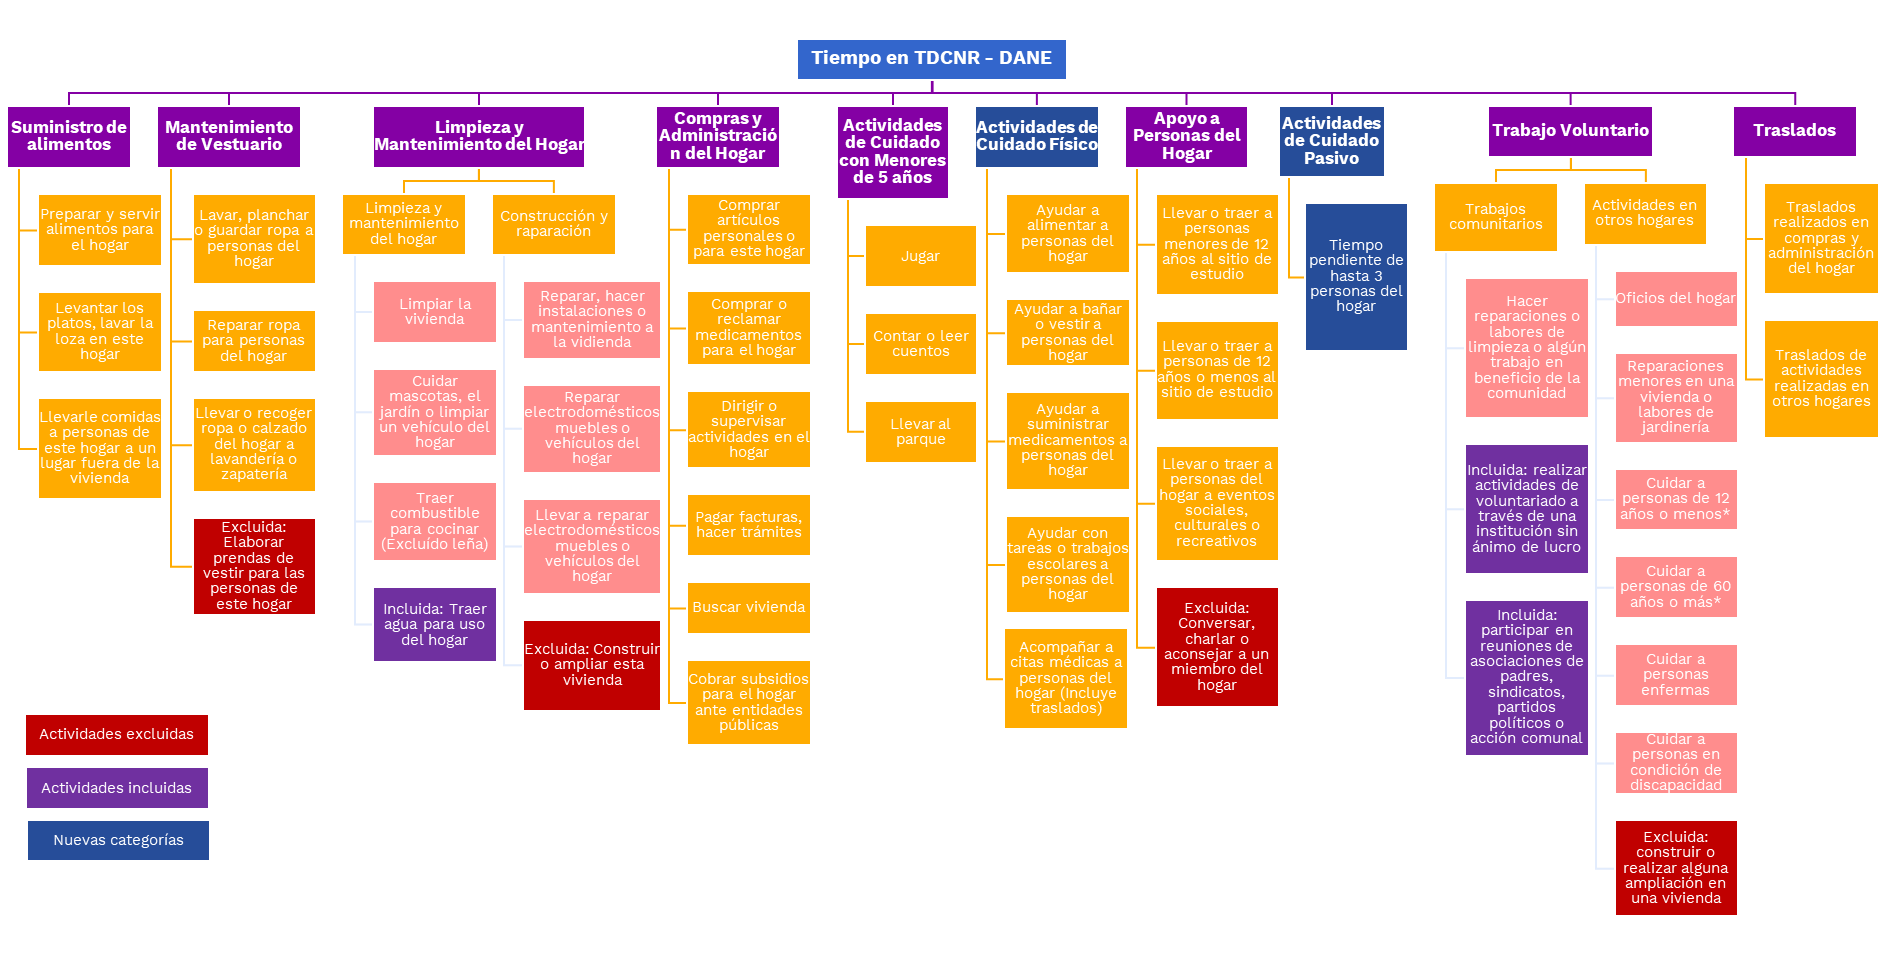 Tiempo en TDCNR - DANE
Suministro de
alimentos
Preparar y servir
alimentos para
el hogar
Levantar los
platos, lavar la
loza en este
hogar
Llevarle comidas
a personas de
este hogar a un
lugar fuera de la
vivienda
Mantenimiento
de Vestuario
Lavar, planchar
o guardar ropa a
personas del
hogar
Reparar ropa
para personas
del hogar
Llevar o recoger
ropa o calzado
del hogar a
lavandería o
zapatería
Excluida:
Elaborar
prendas de
vestir para las
personas de
este hogar
Limpieza y
Mantenimiento del Hogar
Limpieza y
mantenimiento
del hogar
Limpiar la
vivienda
Cuidar
mascotas, el
jardín o limpiar
un vehículo del
hogar
Traer
combustible
para cocinar
(Excluído leña)
Incluida: Traer
agua para uso
del hogar
Construcción y
raparación
Reparar, hacer
instalaciones o
mantenimiento a
la vidienda
Reparar
electrodomésticos
muebles o
vehículos del
hogar
Llevar a reparar
electrodomésticos
muebles o
vehículos del
hogar
Excluida: Construir
o ampliar esta
vivienda
Compras y
Administració
n del Hogar
Comprar
artículos
personales o
para este hogar
Comprar o
reclamar
medicamentos
para el hogar
Dirigir o
supervisar
actividades en el
hogar
Pagar facturas,
hacer trámites
Buscar vivienda
Cobrar subsidios
para el hogar
ante entidades
públicas
Actividades
de Cuidado
con Menores
de 5 años
Jugar
Contar o leer
cuentos
Llevar al
parque
Actividades de
Cuidado Físico
Ayudar a
alimentar a
personas del
hogar
Ayudar a bañar
o vestir a
personas del
hogar
Ayudar a
suministrar
medicamentos a
personas del
hogar
Ayudar con
tareas o trabajos
escolares a
personas del
hogar
Acompañar a
citas médicas a
personas del
hogar (Incluye
traslados)
Apoyo a
Personas del
Hogar
Llevar o traer a
personas
menores de 12
años al sitio de
estudio
Llevar o traer a
personas de 12
años o menos al
sitio de estudio
Llevar o traer a
personas del
hogar a eventos
sociales,
culturales o
recreativos
Excluida:
Conversar,
charlar o
aconsejar a un
miembro del
hogar
Actividades
de Cuidado
Pasivo
Tiempo
pendiente de
hasta 3
personas del
hogar
Trabajo Voluntario
Trabajos
comunitarios
Hacer
reparaciones o
labores de
limpieza o algún
trabajo en
beneficio de la
comunidad
Incluida: realizar
actividades de
voluntariado a
través de una
institución sin
ánimo de lucro
Incluida:
participar en
reuniones de
asociaciones de
padres,
sindicatos,
partidos
políticos o
acción comunal
Actividades en
otros hogares
Oficios del hogar
Reparaciones
menores en una
vivienda o
labores de
jardinería
Cuidar a
personas de 12
años o menos*
Cuidar a
personas de 60
años o más*
Cuidar a
personas
enfermas
Cuidar a
personas en
condición de
discapacidad
Excluida:
construir o
realizar alguna
ampliación en
una vivienda
Traslados
Traslados
realizados en
compras y
administración
del hogar
Traslados de
actividades
realizadas en
otros hogares
Actividades excluidas
Actividades incluidas
Nuevas categorías